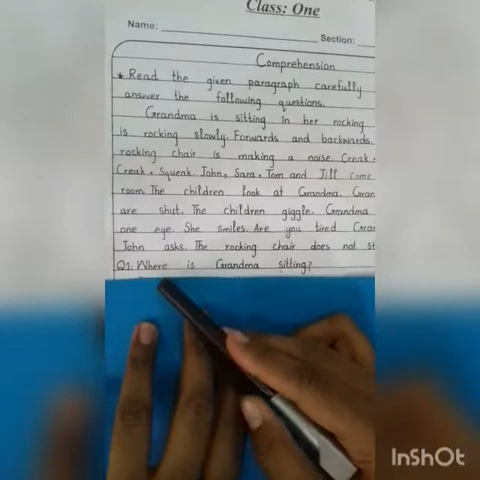 Class: One
Name:
Section:
Comprehension
★ Read the given paragraph carefully
answer the following questions.
Grandma is sitting in her rocking
is rocking slowly. Forwards and backwards.
rocking chair is making a noise. Creak.
Creak. Squeak. John, Sara, Tom and Jill come
room. The children look at Grandma. Gran
are shut. The children giggle. Grandma
one eye. She smiles. Are you tired Gran
John asks. The rocking chair does not st
Q1. Where is Grandma sitting?
InShOt